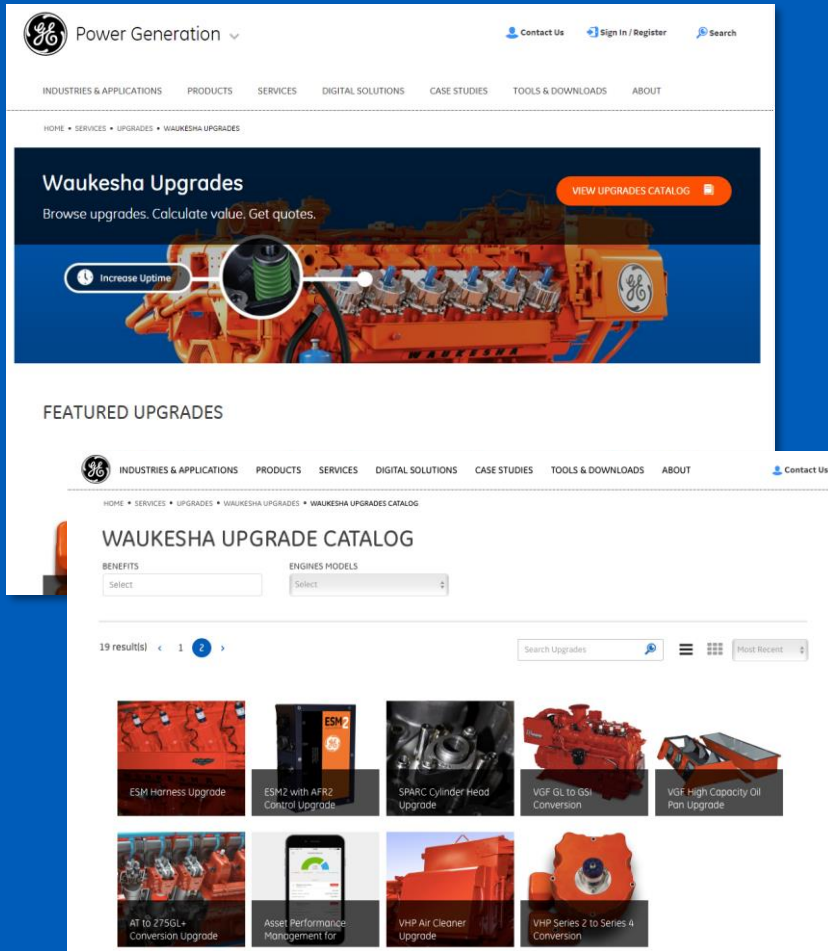 Power Generation
Contact Us
Sign In / Register
Search
INDUSTRIES & APPLICATIONS PRODUCTS SERVICES DIGITAL SOLUTIONS CASE STUDIES TOOLS & DOWNLOADS ABOUT
HOME • SERVICES • UPGRADES • WAUKESHA UPGRADES
Waukesha Upgrades
VIEW UPGRADES CATALOG
Browse upgrades. Calculate value. Get quotes.
Increase Uptime
WAUKESHA
FEATURED UPGRADES
INDUSTRIES & APPLICATIONS PRODUCTS SERVICES DIGITAL SOLUTIONS CASE STUDIES TOOLS & DOWNLOADS ABOUT
Contact Us
HOME • SERVICES • UPGRADES • WAUKESHA UPGRADES • WAUKESHA UPGRADES CATALOG
WAUKESHA UPGRADE CATALOG
BENEFITS
ENGINES MODELS
Select
Select
19 result(s) ‹ 1 2 ›
Search Upgrades
Most Recent
ESM2
ESM Harness Upgrade
ESM2 with AFR2
Control Upgrade
SPARC Cylinder Head
Upgrade
VGF GL to GSI
Conversion
VGF High Capacity Oil
Pan Upgrade
AT to 275GL+
Conversion Upgrade
Asset Performance
Management for
VHP Air Cleaner
Upgrade
VHP Series 2 to Series 4
Conversion